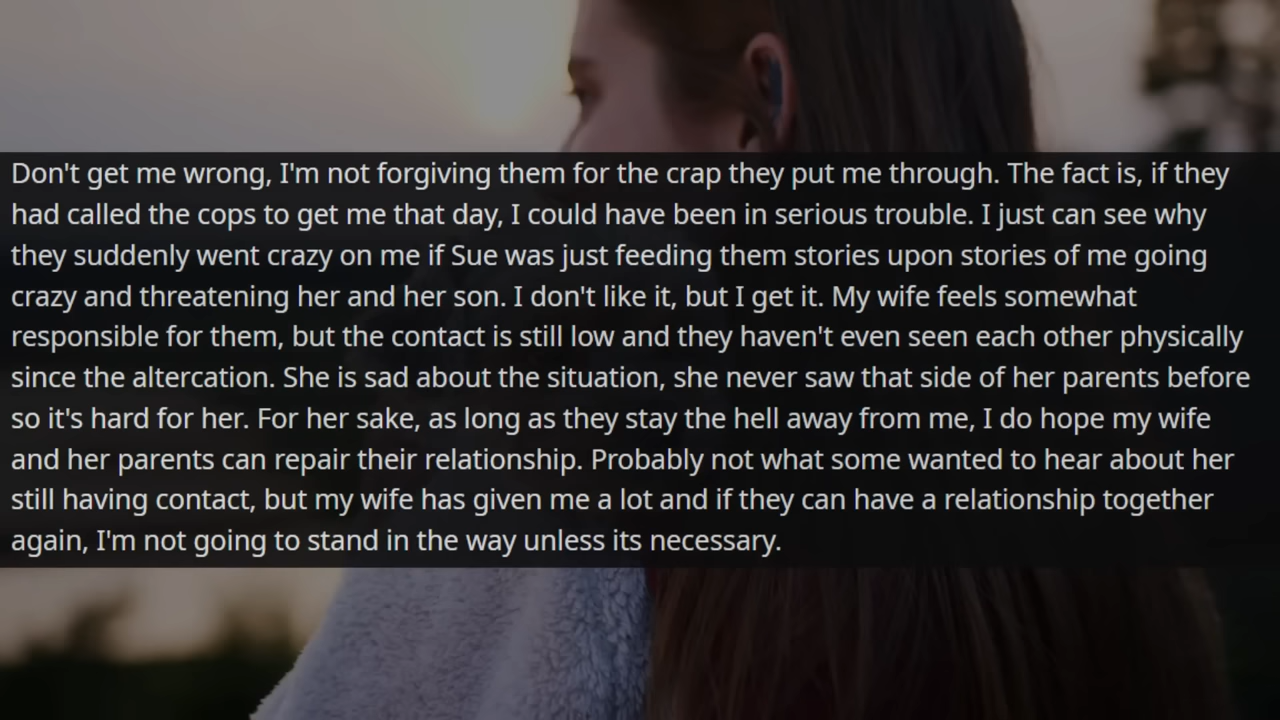 Don't get me wrong, I'm not forgiving them for the crap they put me through. The fact is, if they
had called the cops to get me that day, I could have been in serious trouble. I just can see why
they suddenly went crazy on me if Sue was just feeding them stories upon stories of me going
crazy and threatening her and her son. I don't like it, but I get it. My wife feels somewhat
responsible for them, but the contact is still low and they haven't even seen each other physically
since the altercation. She is sad about the situation, she never saw that side of her parents before
so it's hard for her. For her sake, as long as they stay the hell away from me, I do hope my wife
and her parents can repair their relationship. Probably not what some wanted to hear about her
still having contact, but my wife has given me a lot and if they can have a relationship together
again, I'm not going to stand in the way unless its necessary.